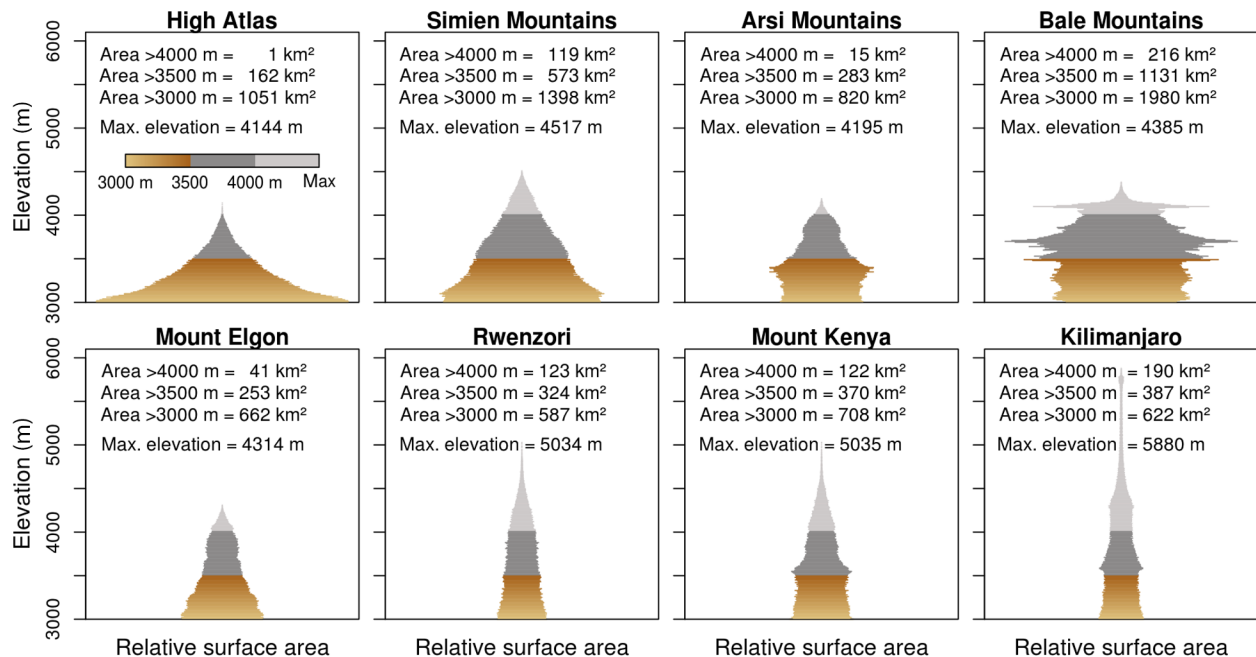 High Atlas
Area >4000 m = 1 km²
Area >3500 m = 162 km²
Area >3000 m = 1051 km²
Max. elevation = 4144 m
3000 m 3500 4000 m Max
Simien Mountains
Area >4000 m = 119 km²
Area >3500 m = 573 km²
Area >3000 m = 1398 km²
Max. elevation = 4517 m
Arsi Mountains
Area >4000 m = 15 km²
Area >3500 m = 283 km²
Area >3000 m = 820 km²
Max. elevation = 4195 m
Bale Mountains
Area >4000 m = 216 km²
Area >3500 m = 1131 km²
Area >3000 m = 1980 km²
Max. elevation = 4385 m
Elevation (m)
6000
5000
4000
3000
Mount Elgon
Area >4000 m = 41 km²
Area >3500 m = 253 km²
Area >3000 m = 662 km²
Max. elevation = 4314 m
Rwenzori
Area >4000 m = 123 km²
Area >3500 m = 324 km²
Area >3000 m = 587 km²
Max. elevation = 5034 m
Mount Kenya
Area >4000 m = 122 km²
Area >3500 m = 370 km²
Area >3000 m = 708 km²
Max. elevation = 5035 m
Kilimanjaro
Area >4000 m = 190 km²
Area >3500 m = 387 km²
Area >3000 m = 622 km²
Max. elevation = 5880 m
Elevation (m)
6000
5000
4000
3000
Relative surface area
Relative surface area
Relative surface area
Relative surface area